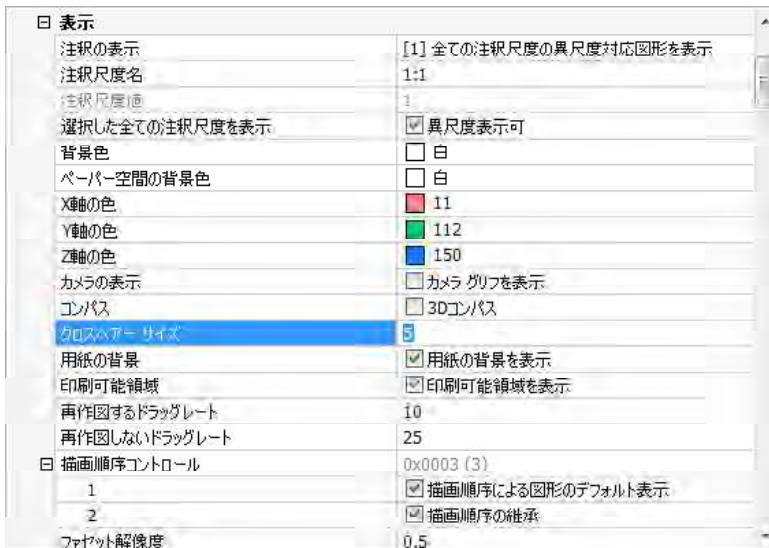 表示
注釈の表示 [1] 全ての注釈尺度の異尺度対応図形を表示
注釈尺度名 1:1
注釈尺度値 1
選択した全ての注釈尺度を表示 異尺度表示可
背景色 白
ペーパー空間の背景色 白
X軸の色 11
Y軸の色 112
Z軸の色 150
カメラの表示 カメラ グリフを表示
コンパス 3Dコンパス
クロスヘアー サイズ 5
用紙の背景 用紙の背景を表示
印刷可能領域 印刷可能領域を表示
再作図するドラッグレート 10
再作図しないドラッグレート 25
描画順序コントロール 0x0003 (3)
1 描画順序による図形のデフォルト表示
2 描画順序の継承
ファセット解像度 0.5